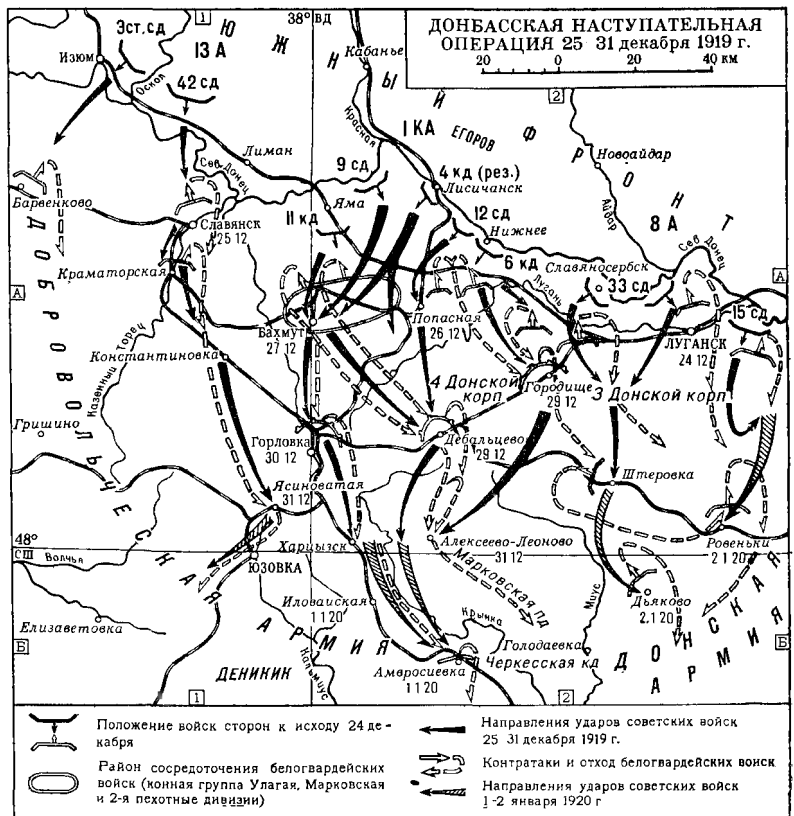 ДОНБАССКАЯ НАСТУПАТЕЛЬНАЯ
ОПЕРАЦИЯ 25 31 декабря 1919 г.
20 0 20 40 КМ
1
38° ВД
2
Эст. сд
13 А
Ю Ж Н Ы Й Ф Р О Н Т
Кабанье
Изюм
Оскол
42 сд
Красная
1 КА
ЕГОРОВ
Новоайдар
Лиман
9 сд
4 кд (рез.)
Лисичанск
Сев Донец
Барвенково
Яма
11 кд
12 сд
Нижнее
Айдар
8 А
Славянск
25 12
6 кд
Славяносербск
Сев Донец
Краматорская
Лугань
33 сд
А
А
Попасная
26 12
15 сд
Бахмут
27 12
ЛУГАНСК
24 12
Казенный Торец
Константиновка
4 Донской
корп
Городище
29 12
3 Донской корп
Гришино
Горловка
30 12
Дебальцево
29 12
Ясиноватая
31 12
Штеровка
48°
СШ
Волчья
Харцызск
Алексеево-Леоново
31 12
Ровеньки
2 1 20
ЮЗОВКА
Марковская пд
Миус
Дьяково
2. 1 20
Иловайская
1 1 20
Крынка
Елизаветовка
Голодаевка
Б
Б
ДОБРОВОЛЬЧЕСКАЯ АРМИЯ
Черкесская кд
ДОНСКАЯ
АРМИЯ
ДЕНИКИН
Кальмиус
Амвросиевка
1 1 20
1
2
Положение войск сторон к исходу 24 де-
кабря
Район сосредоточения белогвардейских
войск (конная группа Улагая, Марковская
и 2-я пехотные дивизии)
Направления ударов советских войск
25 31 декабря 1919 г.
Контратаки и отход белогвардейских войск
Направления ударов советских войск
1-2 января 1920 г